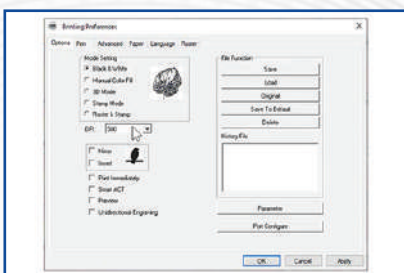 Printing Preferences
X
Options Pen Advanced Paper Language Raster
Mode Setting
Black & White
Manual Color Fill
3D Mode
Stamp Mode
Raster & Stamp
DPI: 500
Mirror
Invert
Print Immediately
Smart ACT
Preview
Unidirectional Engraving
File Function
Save
Load
Original
Save To Default
Delete
History File
Parameter
Port Configure
OK Cancel Apply